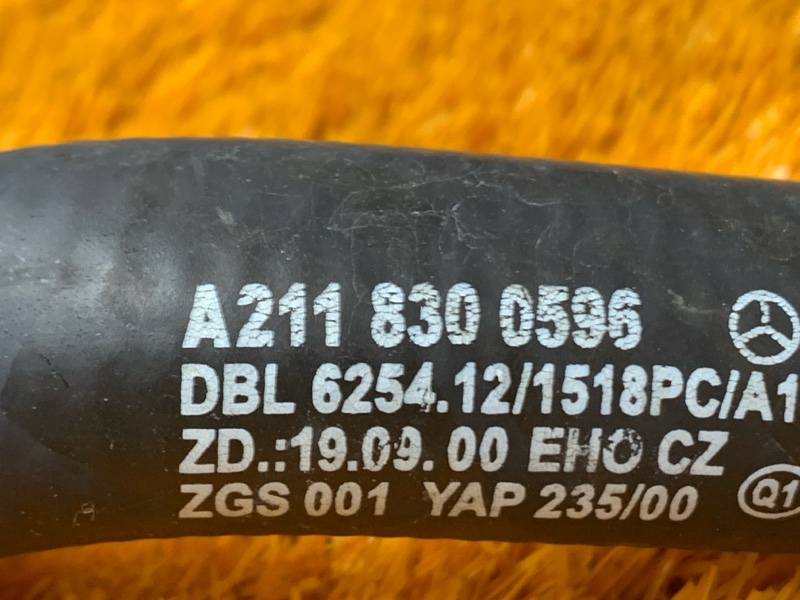 A211 830 0596
DBL 6254.12/1518PC/A1
ZD.:19.09.00 EHO CZ
ZGS 001 YAP 235/00 Q1